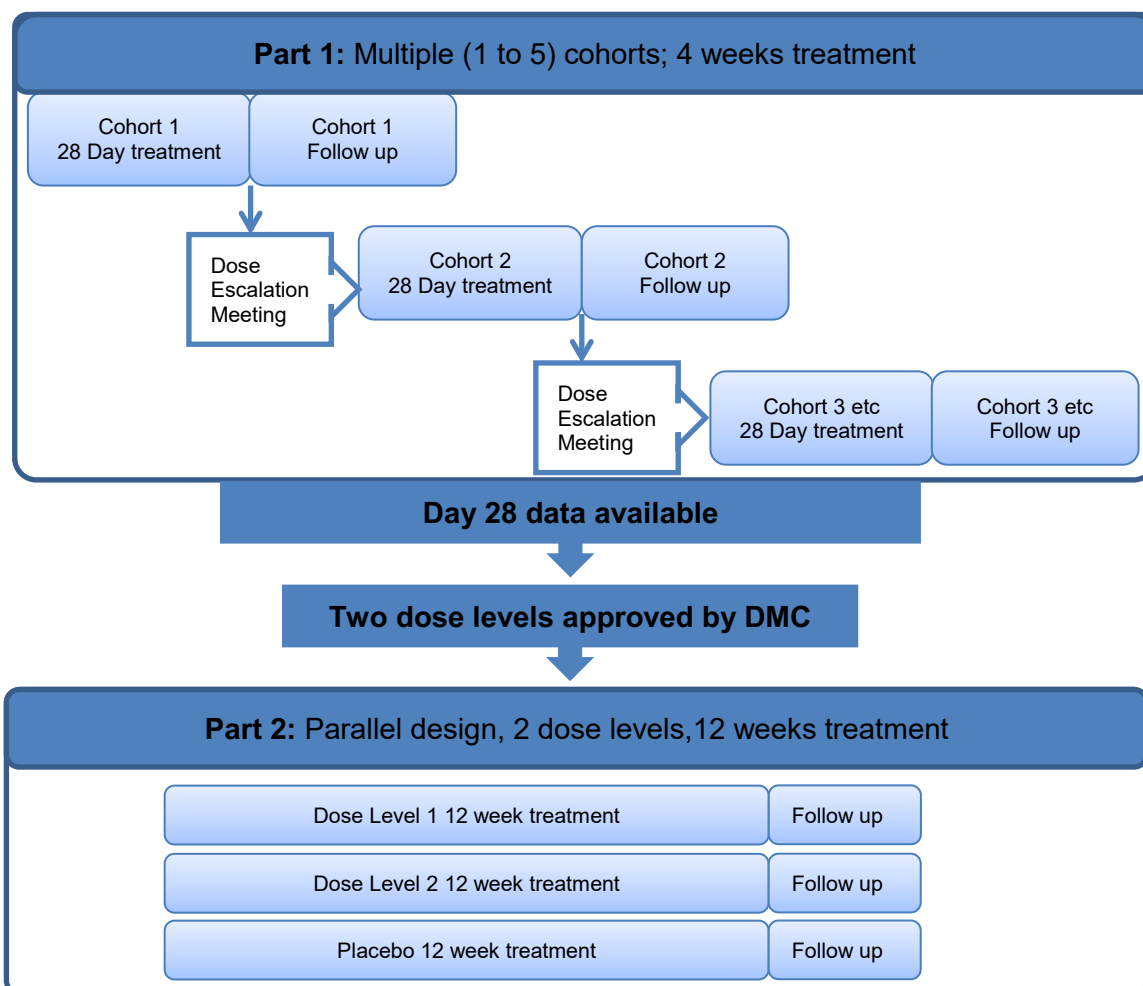 Part 1: Multiple (1 to 5) cohorts; 4 weeks treatment
Cohort 1
28 Day treatment
Cohort 1
Follow up
Dose
Escalation
Meeting
Cohort 2
28 Day treatment
Cohort 2
Follow up
Dose
Escalation
Meeting
Cohort 3 etc
28 Day treatment
Cohort 3 etc
Follow up
Day 28 data available
Two dose levels approved by DMC
Part 2: Parallel design, 2 dose levels,12 weeks treatment
Dose Level 1 12 week treatment
Follow up
Dose Level 2 12 week treatment
Follow up
Placebo 12 week treatment
Follow up